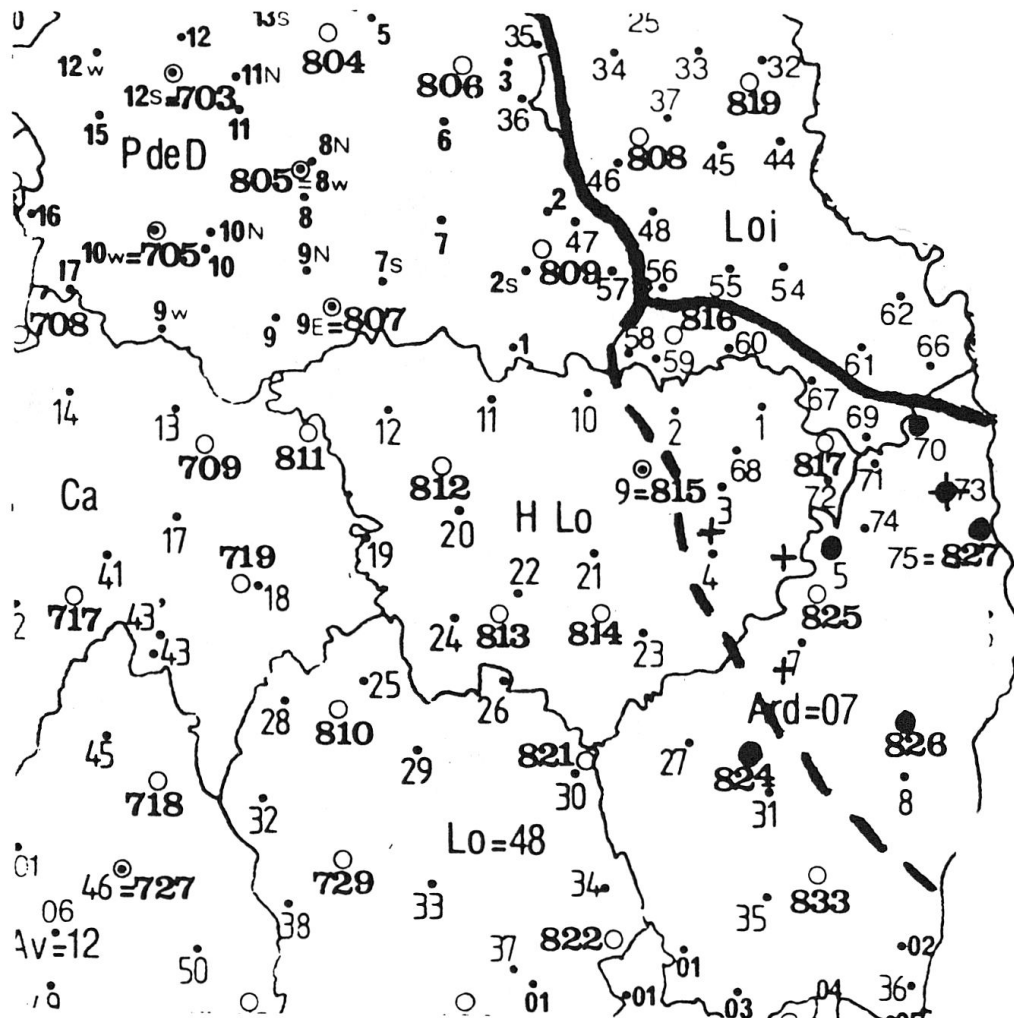 13S 5 25
12 804 35
12w 34 33 32
12S=703 11N 806 3 819
36 37
15 11 6
PdeD 8N 808 45 44
805=8w 46
16 8 2
10N 7 47 48 Loi
10w=705 10 9N
17 7S 2S 809 57 56 55 54
708 9w 9 9E=807 816 62
1 58 59 60 61 66
14 13 12 11 10 2 1 67 69 70
709 811 68 817 71
812 9=815 3 72 73
Ca H Lo
17 20 74
19 21 4 5 75=827
41 719 18 22
717 43' 825
2 43 24 813 814 23 7
25 26
28 810 Ard=07
45 29 821 27 826
718 30 824
32 31 8
Lo=48
01
46=727 729 33 34 833
06 38 35
Av=12 822
50 37 01 02
01 01 03 04 36